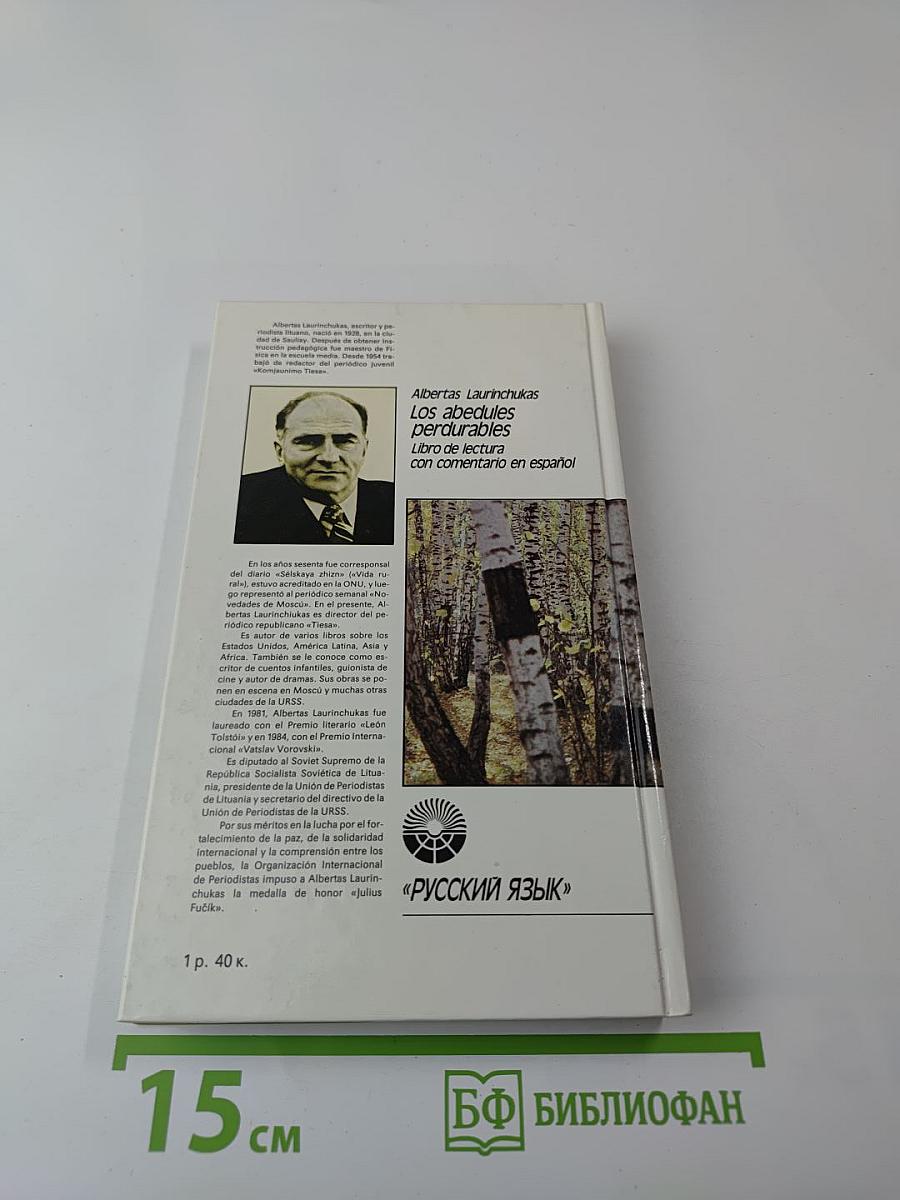 Albertas Laurinchukas, escritor y pe-
riodista lituano, nació en 1928, en la ciu-
dad de Sauliay. Después de obtener ins-
trucción pedagógica fue maestro de Fí-
sica en la escuela media. Desde 1954 tra-
bajó de redactor del periódico juvenil
«Komjaunimo Tiesa».
En los años sesenta fue corresponsal
del diario «Sélskaya zhizn» («Vida ru-
ral»), estuvo acreditado en la ONU, y lue-
go representó al periódico semanal «No-
vedades de Moscú». En el presente, Al-
bertas Laurinchiukas es director del pe-
riódico republicano «Tiesa».
Es autor de varios libros sobre los
Estados Unidos, América Latina, Asia y
Africa. También se le conoce como es-
critor de cuentos infantiles, guionista de
cine y autor de dramas. Sus obras se po-
nen en escena en Moscú y muchas otras
ciudades de la URSS.
En 1981, Albertas Laurinchukas fue
laureado con el Premio literario «León
Tolstói» y en 1984, con el Premio Interna-
cional «Vatslav Vorovski».
Es diputado al Soviet Supremo de la
República Socialista Soviética de Litua-
nia, presidente de la Unión de Periodistas
de Lituania y secretario del directivo de la
Unión de Periodistas de la URSS.
Por sus méritos en la lucha por el for-
talecimiento de la paz, de la solidaridad
internacional y la comprensión entre los
pueblos, la Organización Internacional
de Periodistas impuso a Albertas Laurin-
chukas la medalla de honor «Julius
Fučík».
1 р. 40 к.
Albertas Laurinchukas
Los abedules
perdurables
Libro de lectura
con comentario en español
«РУССКИЙ ЯЗЫК»
15 см
БФ БИБЛИОФАН